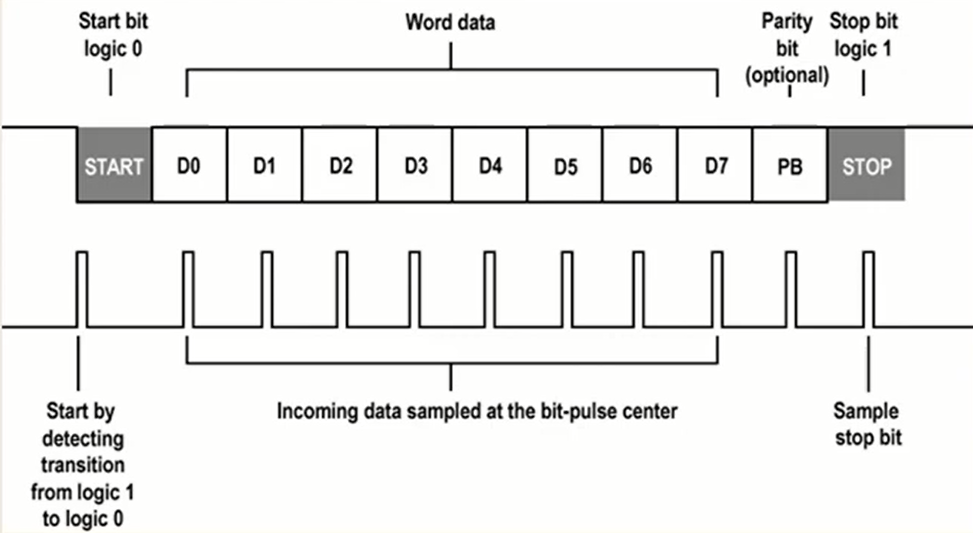 Start bit
logic 0
Word data
Parity
bit
(optional)
Stop bit
logic 1
START
D0
D1
D2
D3
D4
D5
D6
D7
PB
STOP
Start by
detecting
transition
from logic 1
to logic 0
Incoming data sampled at the bit-pulse center
Sample
stop bit